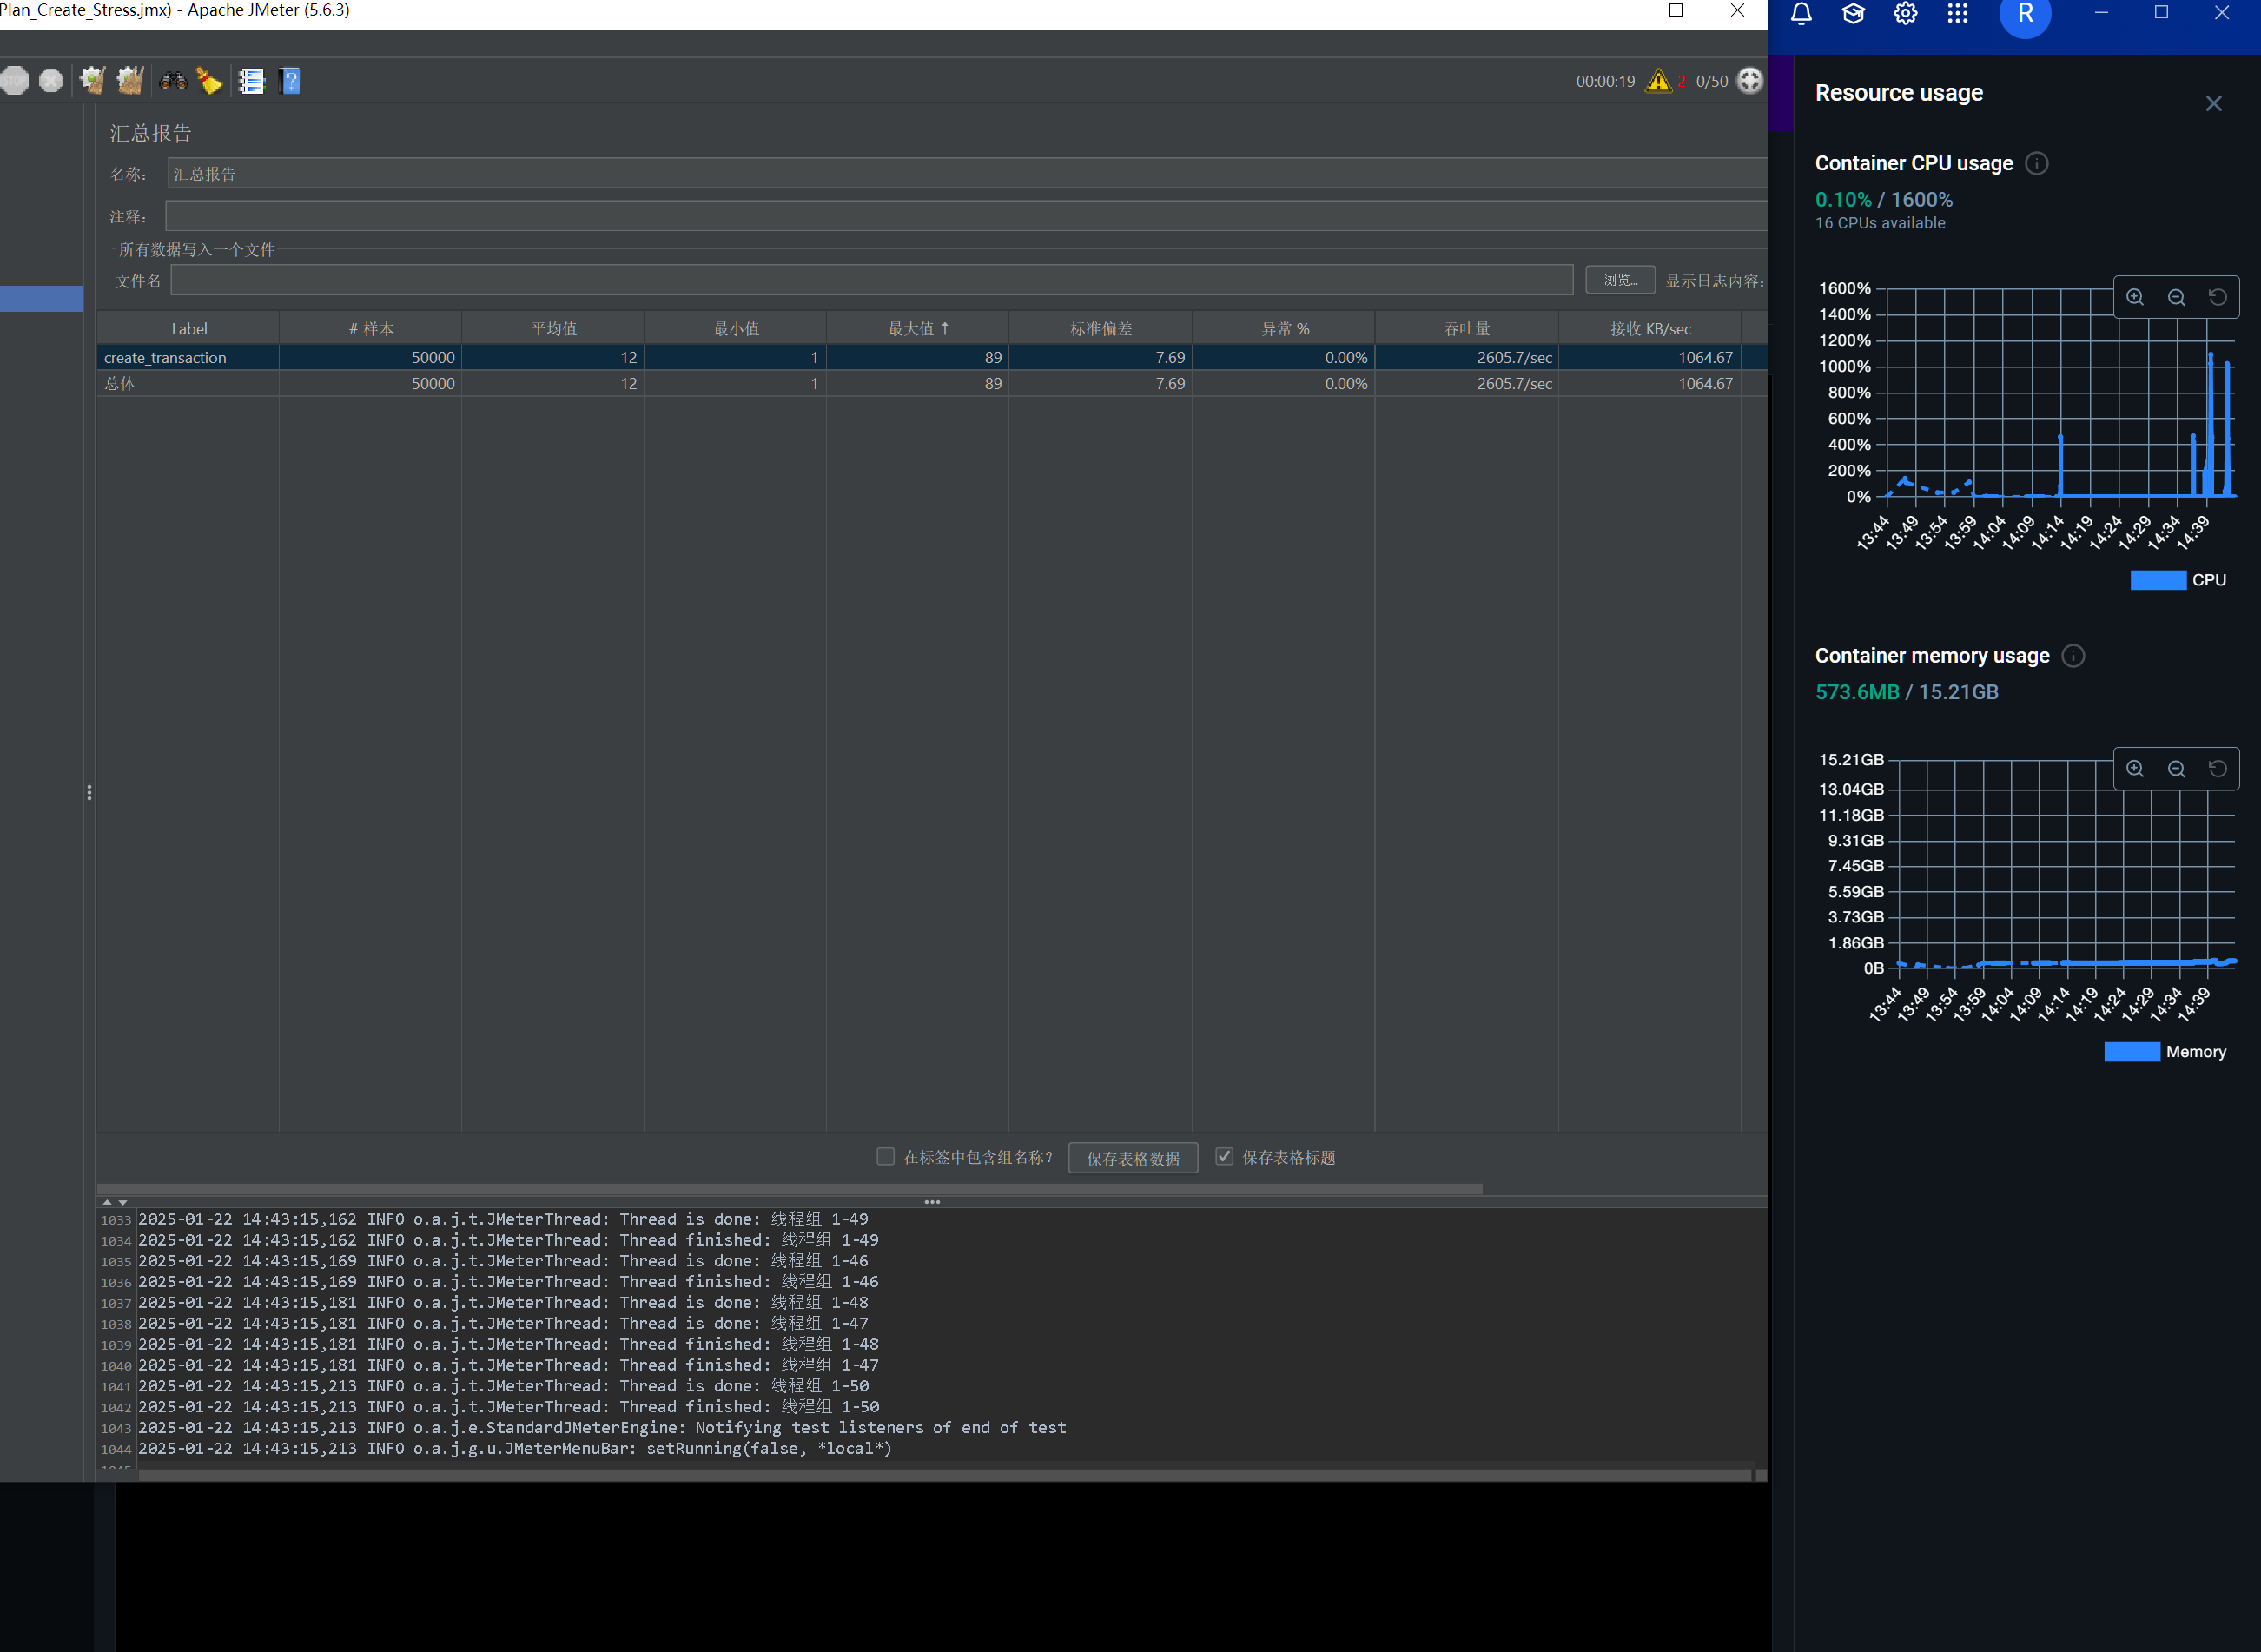 Plan_Create_Stress.jmx) - Apache JMeter (5.6.3)
R
00:00:19 2 0/50
汇总报告
名称： 汇总报告
注释：
所有数据写入一个文件
文件名 浏览... 显示日志内容：
Label # 样本 平均值 最小值 最大值 ↑ 标准偏差 异常 % 吞吐量 接收 KB/sec
create_transaction 50000 12 1 89 7.69 0.00% 2605.7/sec 1064.67
总体 50000 12 1 89 7.69 0.00% 2605.7/sec 1064.67
在标签中包含组名称? 保存表格数据 保存表格标题
1033 2025-01-22 14:43:15,162 INFO o.a.j.t.JMeterThread: Thread is done: 线程组 1-49
1034 2025-01-22 14:43:15,162 INFO o.a.j.t.JMeterThread: Thread finished: 线程组 1-49
1035 2025-01-22 14:43:15,169 INFO o.a.j.t.JMeterThread: Thread is done: 线程组 1-46
1036 2025-01-22 14:43:15,169 INFO o.a.j.t.JMeterThread: Thread finished: 线程组 1-46
1037 2025-01-22 14:43:15,181 INFO o.a.j.t.JMeterThread: Thread is done: 线程组 1-48
1038 2025-01-22 14:43:15,181 INFO o.a.j.t.JMeterThread: Thread is done: 线程组 1-47
1039 2025-01-22 14:43:15,181 INFO o.a.j.t.JMeterThread: Thread finished: 线程组 1-48
1040 2025-01-22 14:43:15,181 INFO o.a.j.t.JMeterThread: Thread finished: 线程组 1-47
1041 2025-01-22 14:43:15,213 INFO o.a.j.t.JMeterThread: Thread is done: 线程组 1-50
1042 2025-01-22 14:43:15,213 INFO o.a.j.t.JMeterThread: Thread finished: 线程组 1-50
1043 2025-01-22 14:43:15,213 INFO o.a.j.e.StandardJMeterEngine: Notifying test listeners of end of test
1044 2025-01-22 14:43:15,213 INFO o.a.j.g.u.JMeterMenuBar: setRunning(false, *local*)
Resource usage
Container CPU usage
0.10% / 1600%
16 CPUs available
1600%
1400%
1200%
1000%
800%
600%
400%
200%
0%
13:44 13:49 13:54 13:59 14:04 14:09 14:14 14:19 14:24 14:29 14:34 14:39
CPU
Container memory usage
573.6MB / 15.21GB
15.21GB
13.04GB
11.18GB
9.31GB
7.45GB
5.59GB
3.73GB
1.86GB
0B
13:44 13:49 13:54 13:59 14:04 14:09 14:14 14:19 14:24 14:29 14:34 14:39
Memory